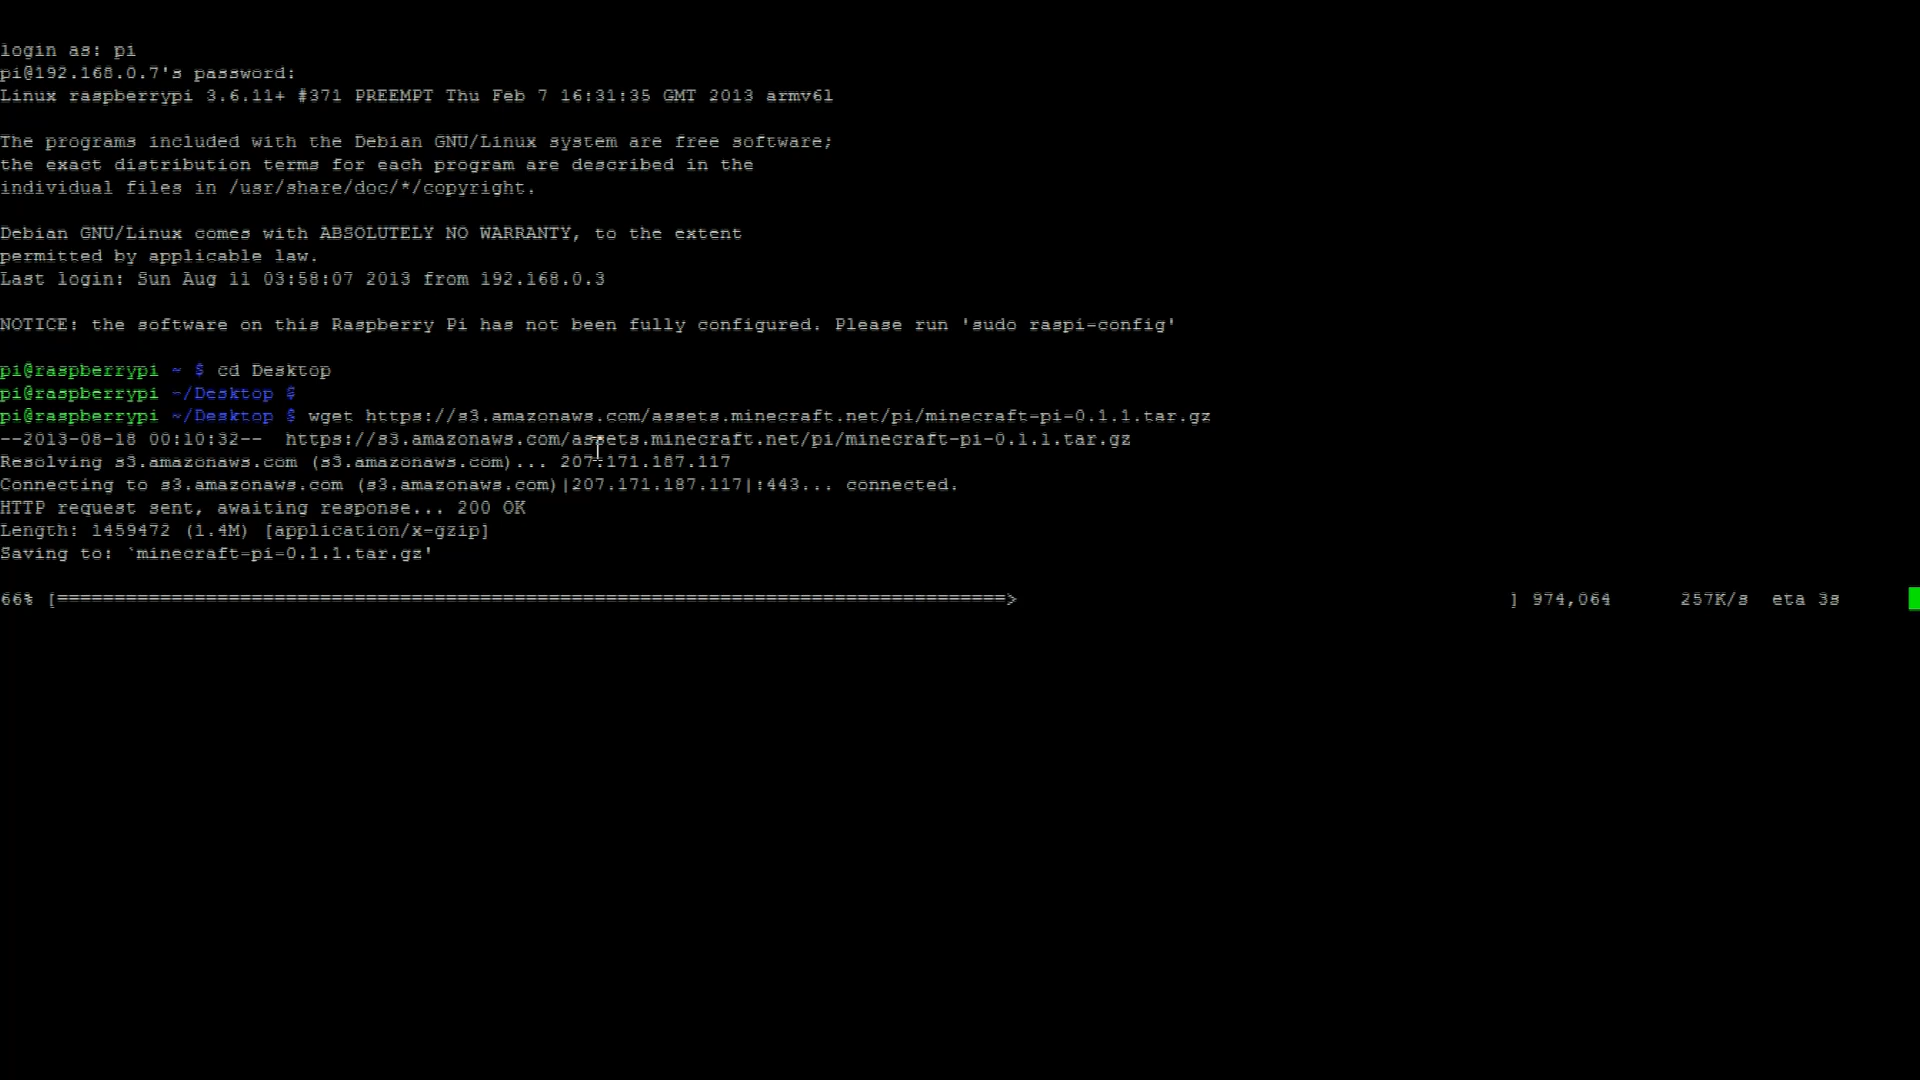 login as: pi
pi@192.168.0.7's password:
Linux raspberrypi 3.6.11+ #371 PREEMPT Thu Feb 7 16:31:35 GMT 2013 armv6l
The programs included with the Debian GNU/Linux system are free software;
the exact distribution terms for each program are described in the
individual files in /usr/share/doc/*/copyright.
Debian GNU/Linux comes with ABSOLUTELY NO WARRANTY, to the extent
permitted by applicable law.
Last login: Sun Aug 11 03:58:07 2013 from 192.168.0.3
NOTICE: the software on this Raspberry Pi has not been fully configured. Please run 'sudo raspi-config'
pi@raspberrypi ~ $ cd Desktop
pi@raspberrypi ~/Desktop $
pi@raspberrypi ~/Desktop $ wget https://s3.amazonaws.com/assets.minecraft.net/pi/minecraft-pi-0.1.1.tar.gz
--2013-08-18 00:10:32--  https://s3.amazonaws.com/assets.minecraft.net/pi/minecraft-pi-0.1.1.tar.gz
Resolving s3.amazonaws.com (s3.amazonaws.com)... 207.171.187.117
Connecting to s3.amazonaws.com (s3.amazonaws.com)|207.171.187.117|:443... connected.
HTTP request sent, awaiting response... 200 OK
Length: 1459472 (1.4M) [application/x-gzip]
Saving to: `minecraft-pi-0.1.1.tar.gz'
66% [===================================================================================> ] 974,064 257K/s eta 3s